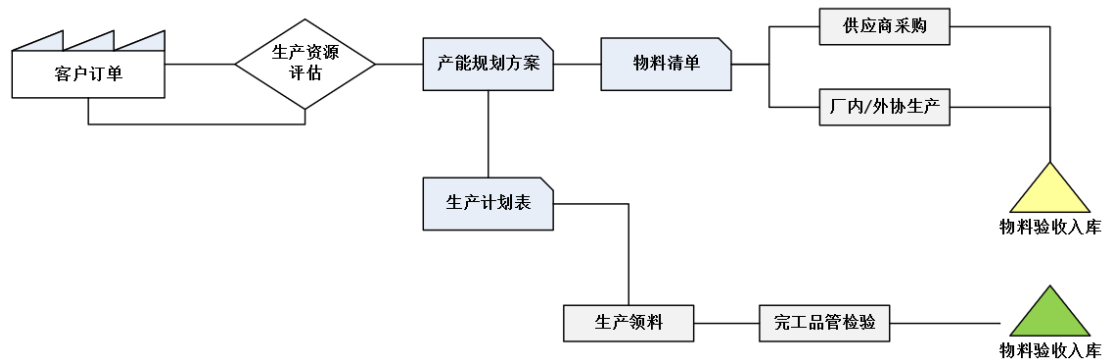 供应商采购
客户订单
生产资源
评估
产能规划方案
物料清单
厂内/外协生产
生产计划表
物料验收入库
生产领料
完工品管检验
物料验收入库